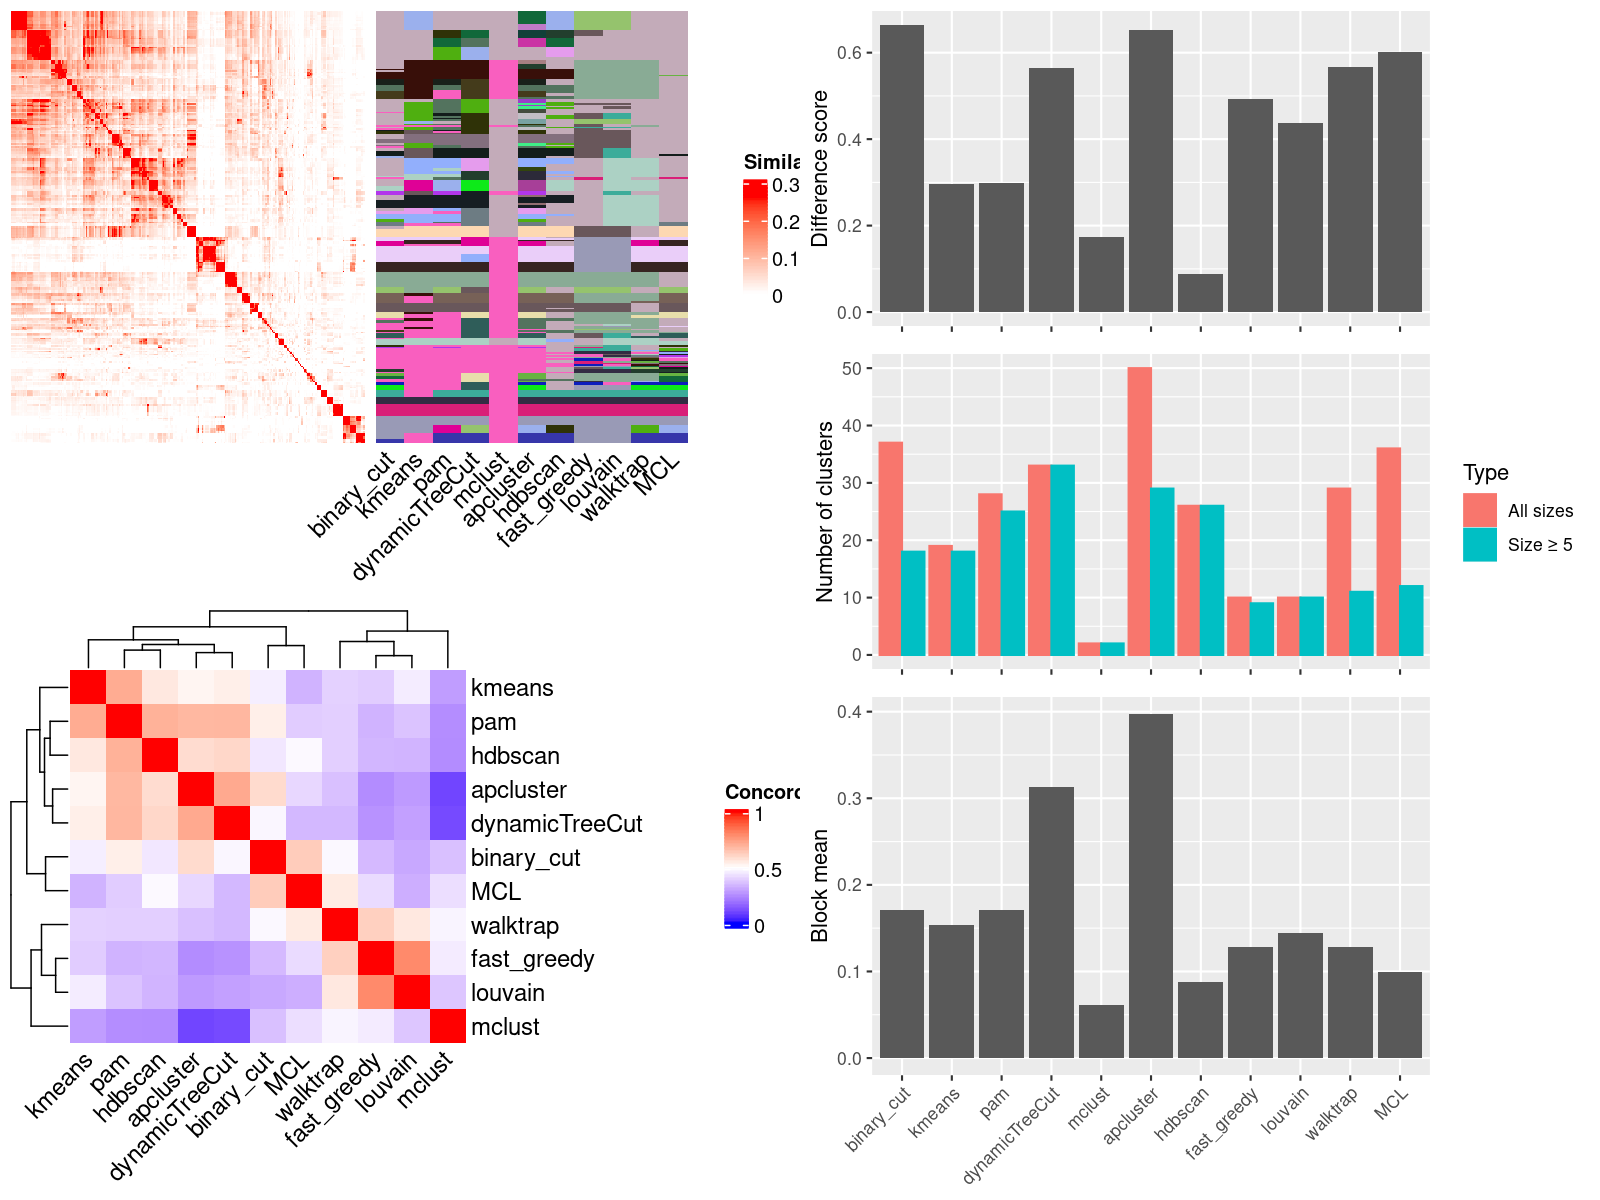 Simila
0.3
0.2
0.1
0
binary_cut
kmeans
pam
dynamicTreeCut
mclust
apcluster
hdbscan
fast_greedy
louvain
walktrap
MCL
kmeans
pam
hdbscan
apcluster
dynamicTreeCut
binary_cut
MCL
walktrap
fast_greedy
louvain
mclust
kmeans
pam
hdbscan
apcluster
dynamicTreeCut
binary_cut
MCL
walktrap
fast_greedy
louvain
mclust
Concord
1
0.5
0
Difference score
0.6
0.4
0.2
0.0
Number of clusters
50
40
30
20
10
0
Type
All sizes
Size ≥ 5
Block mean
0.4
0.3
0.2
0.1
0.0
binary_cut
kmeans
pam
dynamicTreeCut
mclust
apcluster
hdbscan
fast_greedy
louvain
walktrap
MCL